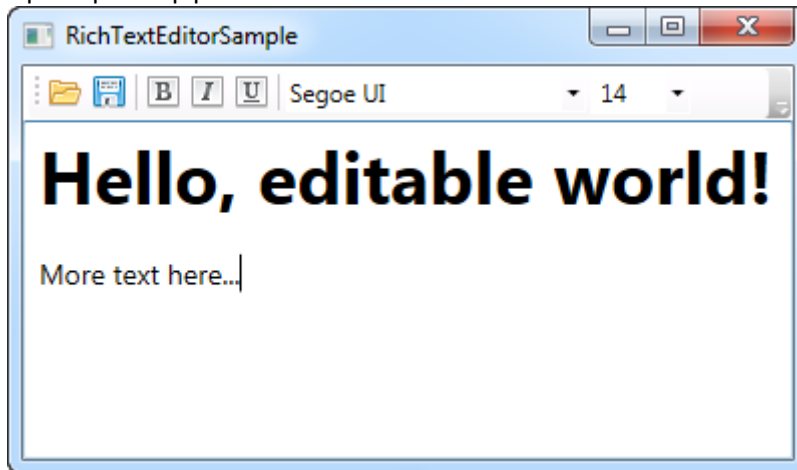 RichTextEditorSample
B I U Segoe UI 14
Hello, editable world!
More text here...